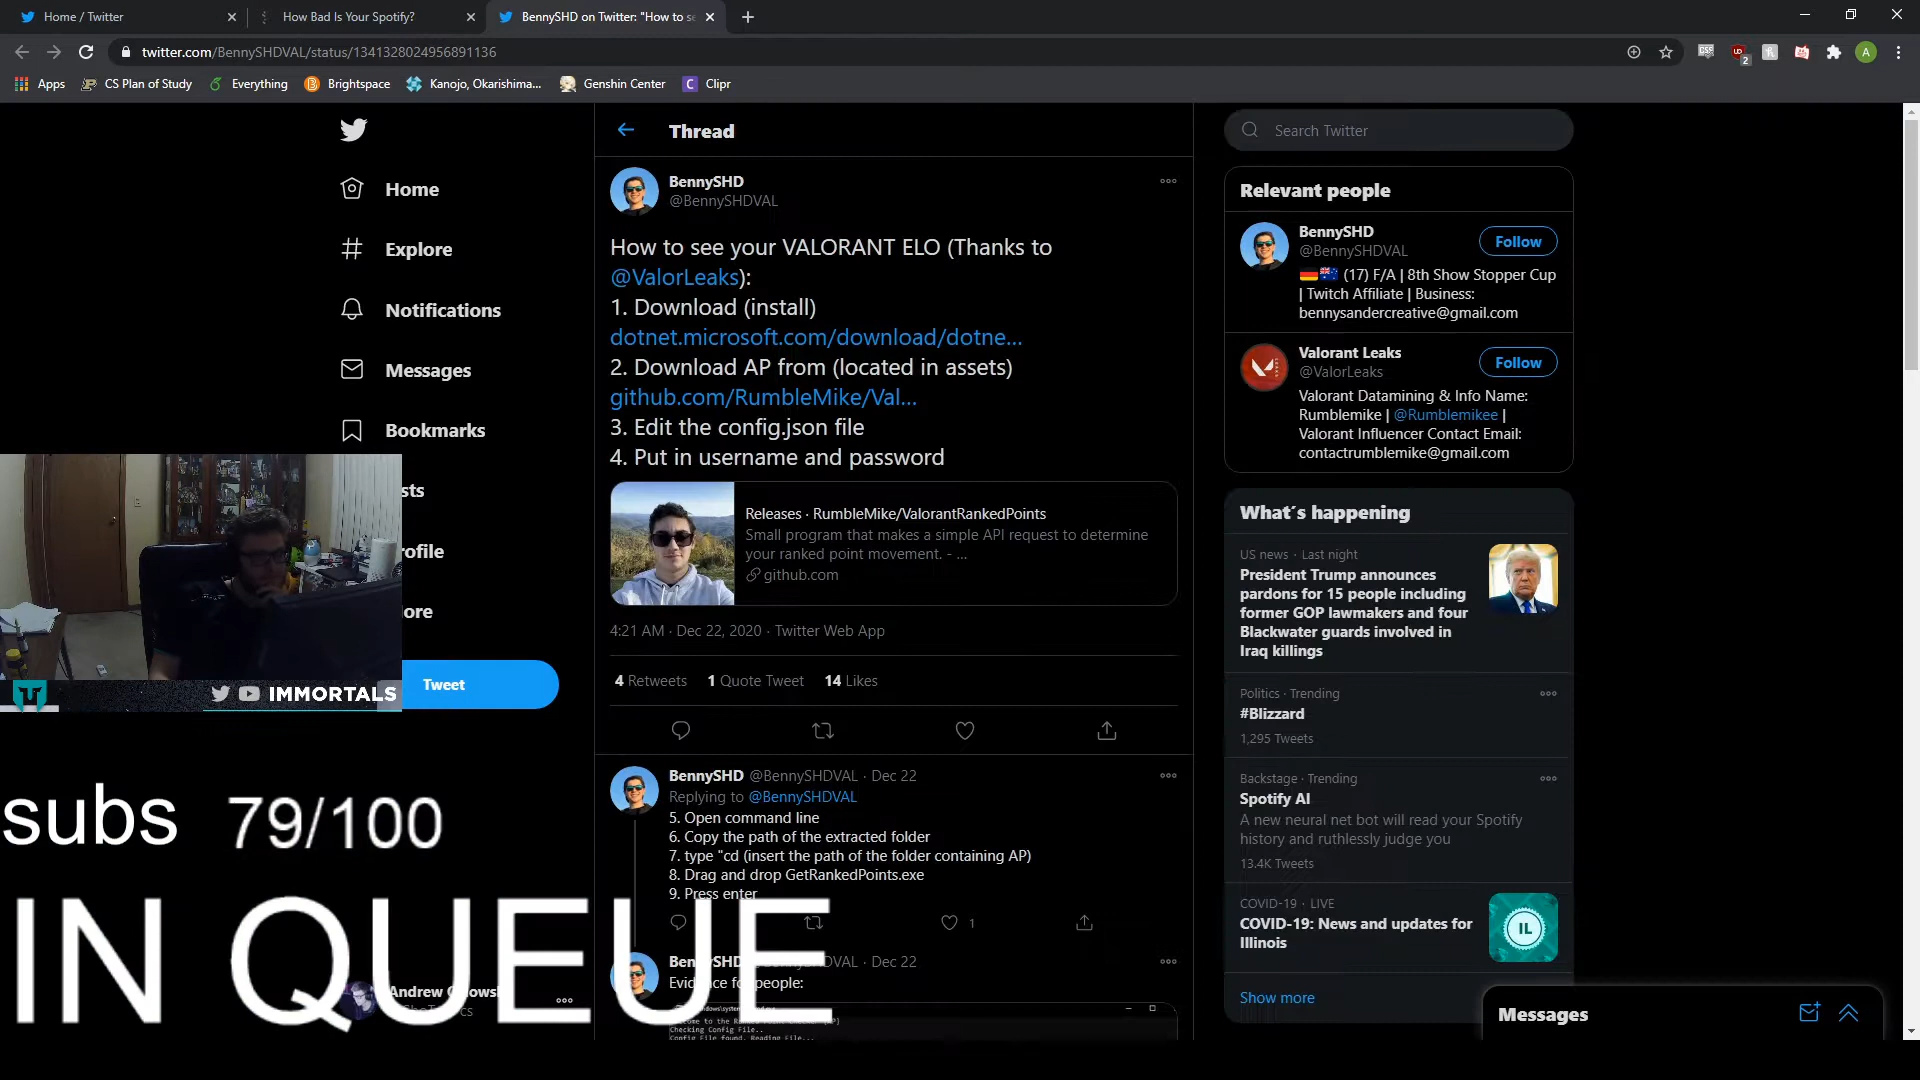 Home / Twitter
How Bad Is Your Spotify?
BennySHD on Twitter: "How to se
twitter.com/BennySHDVAL/status/1341328024956891136
Apps
CS Plan of Study
Everything
Brightspace
Kanojo, Okarishima...
Genshin Center
Clipr
Home
Explore
Notifications
Messages
Bookmarks
sts
rofile
ore
Tweet
IMMORTALS
subs 79/100
IN QUEUE
Andrew
Thread
BennySHD
@BennySHDVAL
How to see your VALORANT ELO (Thanks to
@ValorLeaks):
1. Download (install)
dotnet.microsoft.com/download/dotne...
2. Download AP from (located in assets)
github.com/RumbleMike/Val...
3. Edit the config.json file
4. Put in username and password
Releases · RumbleMike/ValorantRankedPoints
Small program that makes a simple API request to determine
your ranked point movement. - ...
github.com
4:21 AM · Dec 22, 2020 · Twitter Web App
4 Retweets 1 Quote Tweet 14 Likes
BennySHD @BennySHDVAL · Dec 22
Replying to @BennySHDVAL
5. Open command line
6. Copy the path of the extracted folder
7. type "cd (insert the path of the folder containing AP)
8. Drag and drop GetRankedPoints.exe
9. Press enter
1
BennySHD VAL · Dec 22
people:
Checking Config File..
Config File found. Reading File...
Search Twitter
Relevant people
BennySHD
@BennySHDVAL
Follow
(17) F/A | 8th Show Stopper Cup
| Twitch Affiliate | Business:
bennysandercreative@gmail.com
Valorant Leaks
@ValorLeaks
Follow
Valorant Datamining & Info Name:
Rumblemike | @Rumblemikee |
Valorant Influencer Contact Email:
contactrumblemike@gmail.com
What's happening
US news · Last night
President Trump announces
pardons for 15 people including
former GOP lawmakers and four
Blackwater guards involved in
Iraq killings
Politics · Trending
#Blizzard
1,295 Tweets
Backstage · Trending
Spotify AI
A new neural net bot will read your Spotify
history and ruthlessly judge you
13.4K Tweets
COVID-19 · LIVE
COVID-19: News and updates for
Illinois
IL
Show more
Messages
A
2